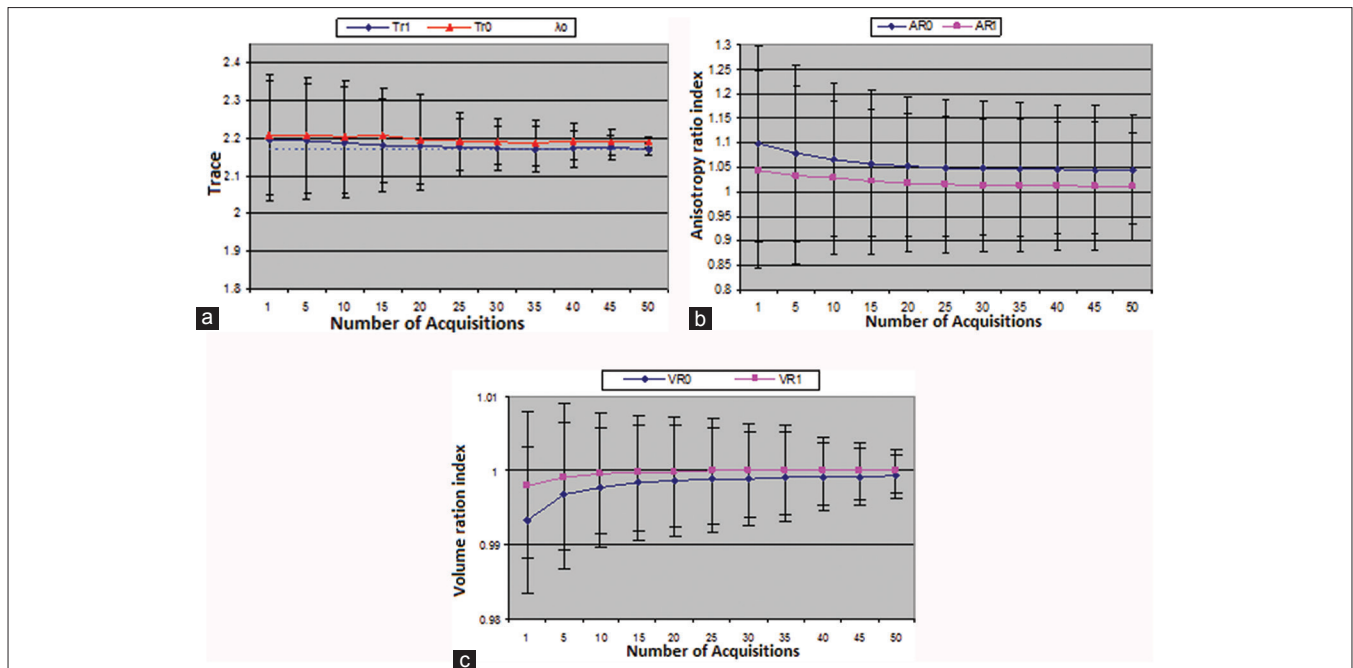 Tr1 Tr0 λo
2.4
2.3
2.2
2.1
2
1.9
1.8
Trace
1 5 10 15 20 25 30 35 40 45 50
Number of Acquisitions
a
AR0 AR1
1.3
1.25
1.2
1.15
1.1
1.05
1
0.95
0.9
0.85
0.8
Anisotropy ratio index
1 5 10 15 20 25 30 35 40 45 50
Number of Acquisitions
b
VR0 VR1
1.01
1
0.99
0.98
Volume ration index
1 5 10 15 20 25 30 35 40 45 50
Number of Acquisitions
c